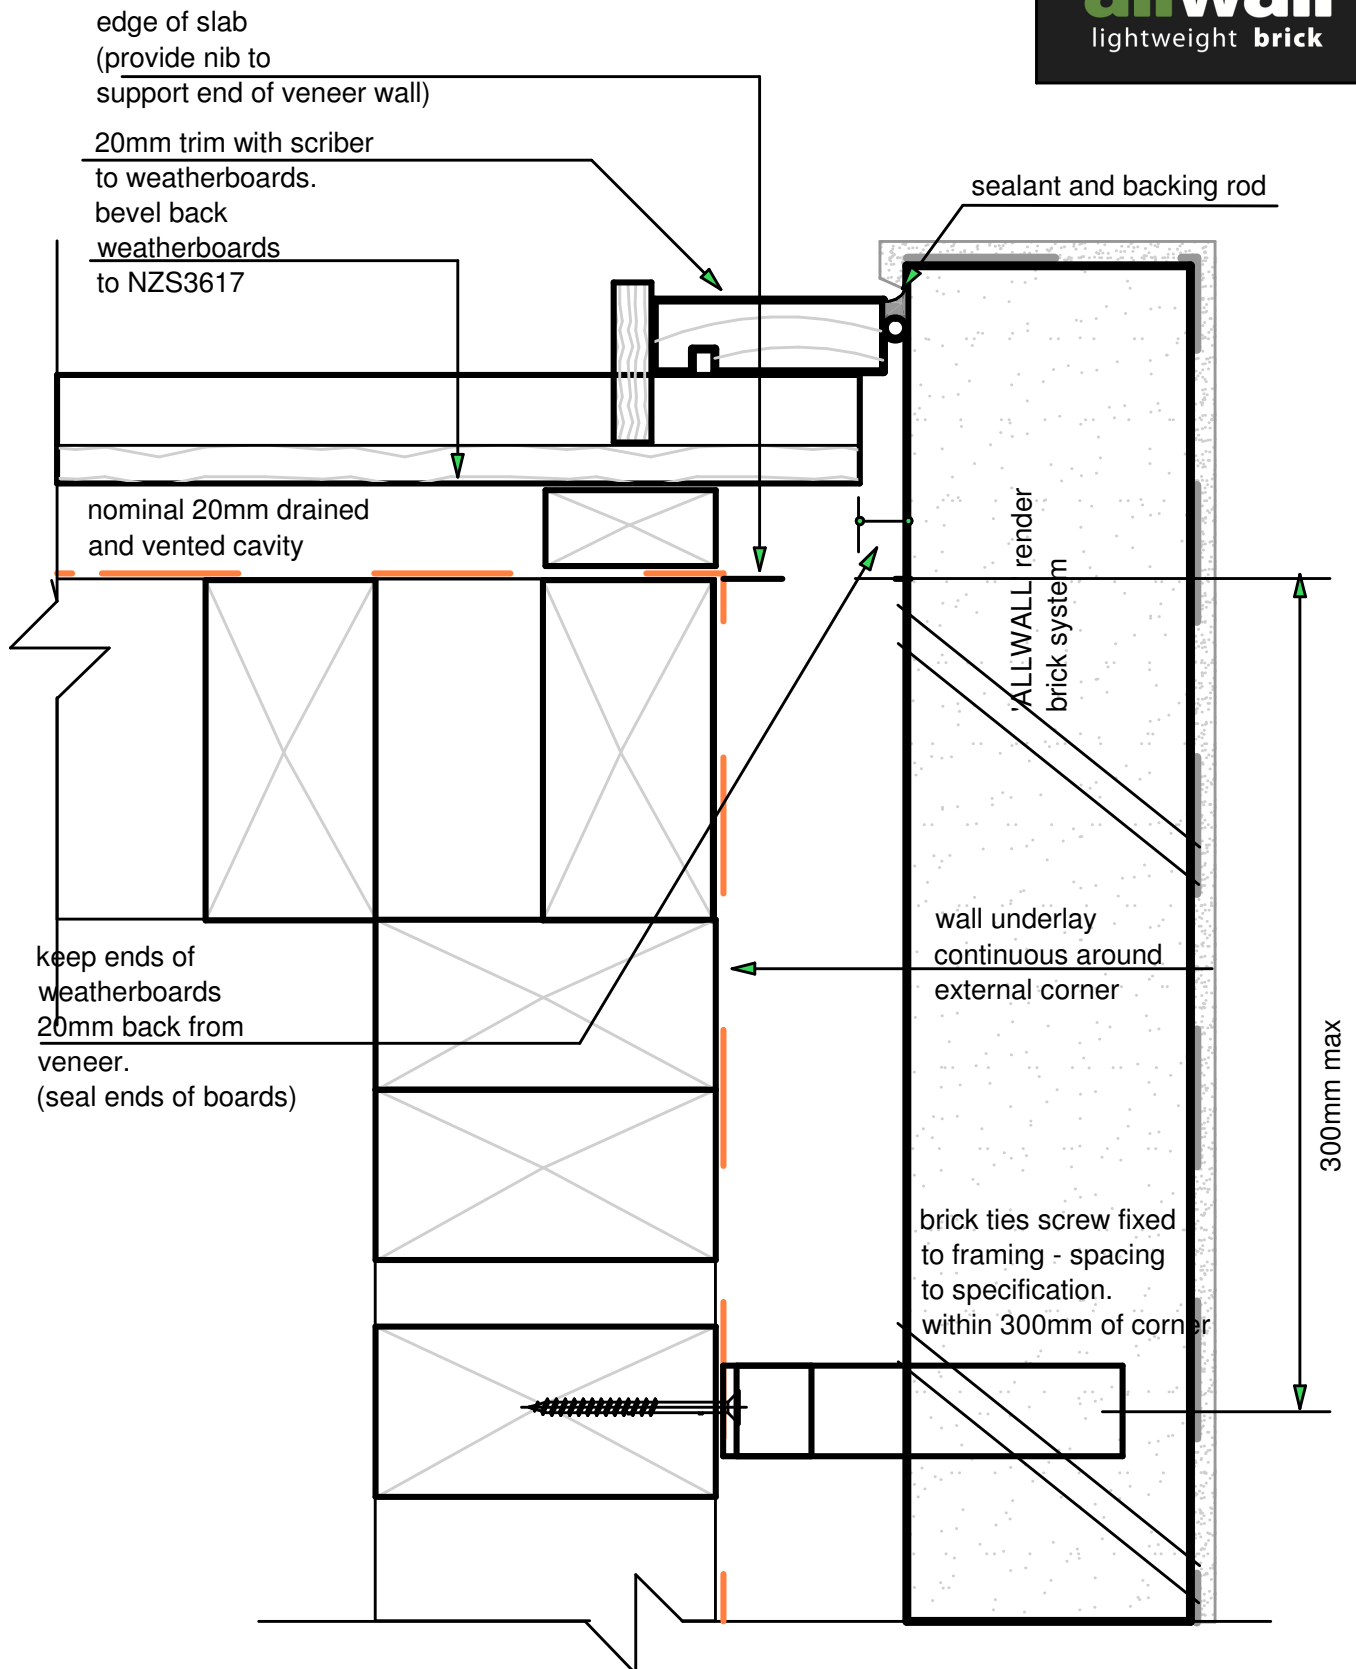 allwall
lightweight brick
edge of slab
(provide nib to
support end of veneer wall)
20mm trim with scriber
to weatherboards.
bevel back
weatherboards
to NZS3617
sealant and backing rod
nominal 20mm drained
and vented cavity
'ALLWALL' render
brick system
keep ends of
weatherboards
20mm back from
veneer.
(seal ends of boards)
wall underlay
continuous around
external corner
300mm max
brick ties screw fixed
to framing - spacing
to specification.
within 300mm of corner